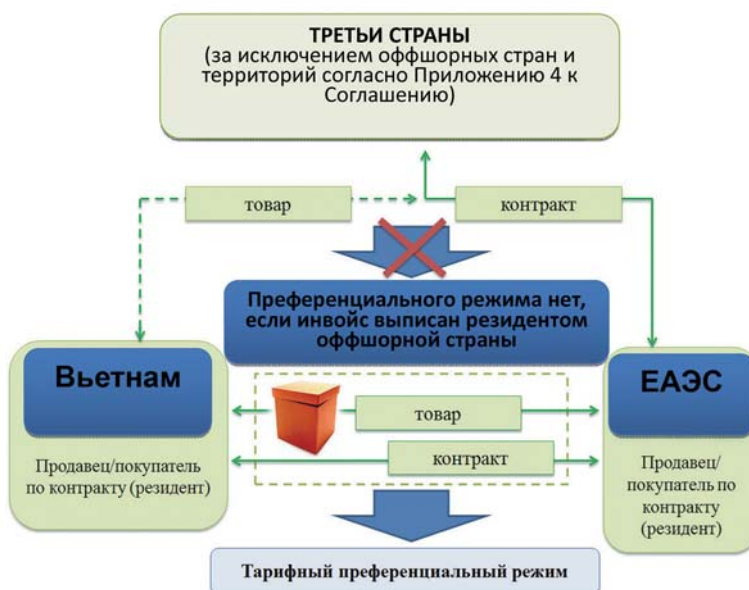 ТРЕТЬИ СТРАНЫ
(за исключением оффшорных стран и
территорий согласно Приложению 4 к
Соглашению)
товар
контракт
Преференциального режима нет,
если инвойс выписан резидентом
оффшорной страны
Вьетнам
ЕАЭС
товар
контракт
Продавец/покупатель
по контракту (резидент)
Продавец/
покупатель по
контракту
(резидент)
Тарифный преференциальный режим